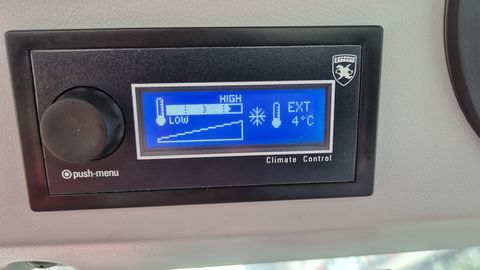 HIGH
LOW
EXT
4°C
Climate Control
push-menu